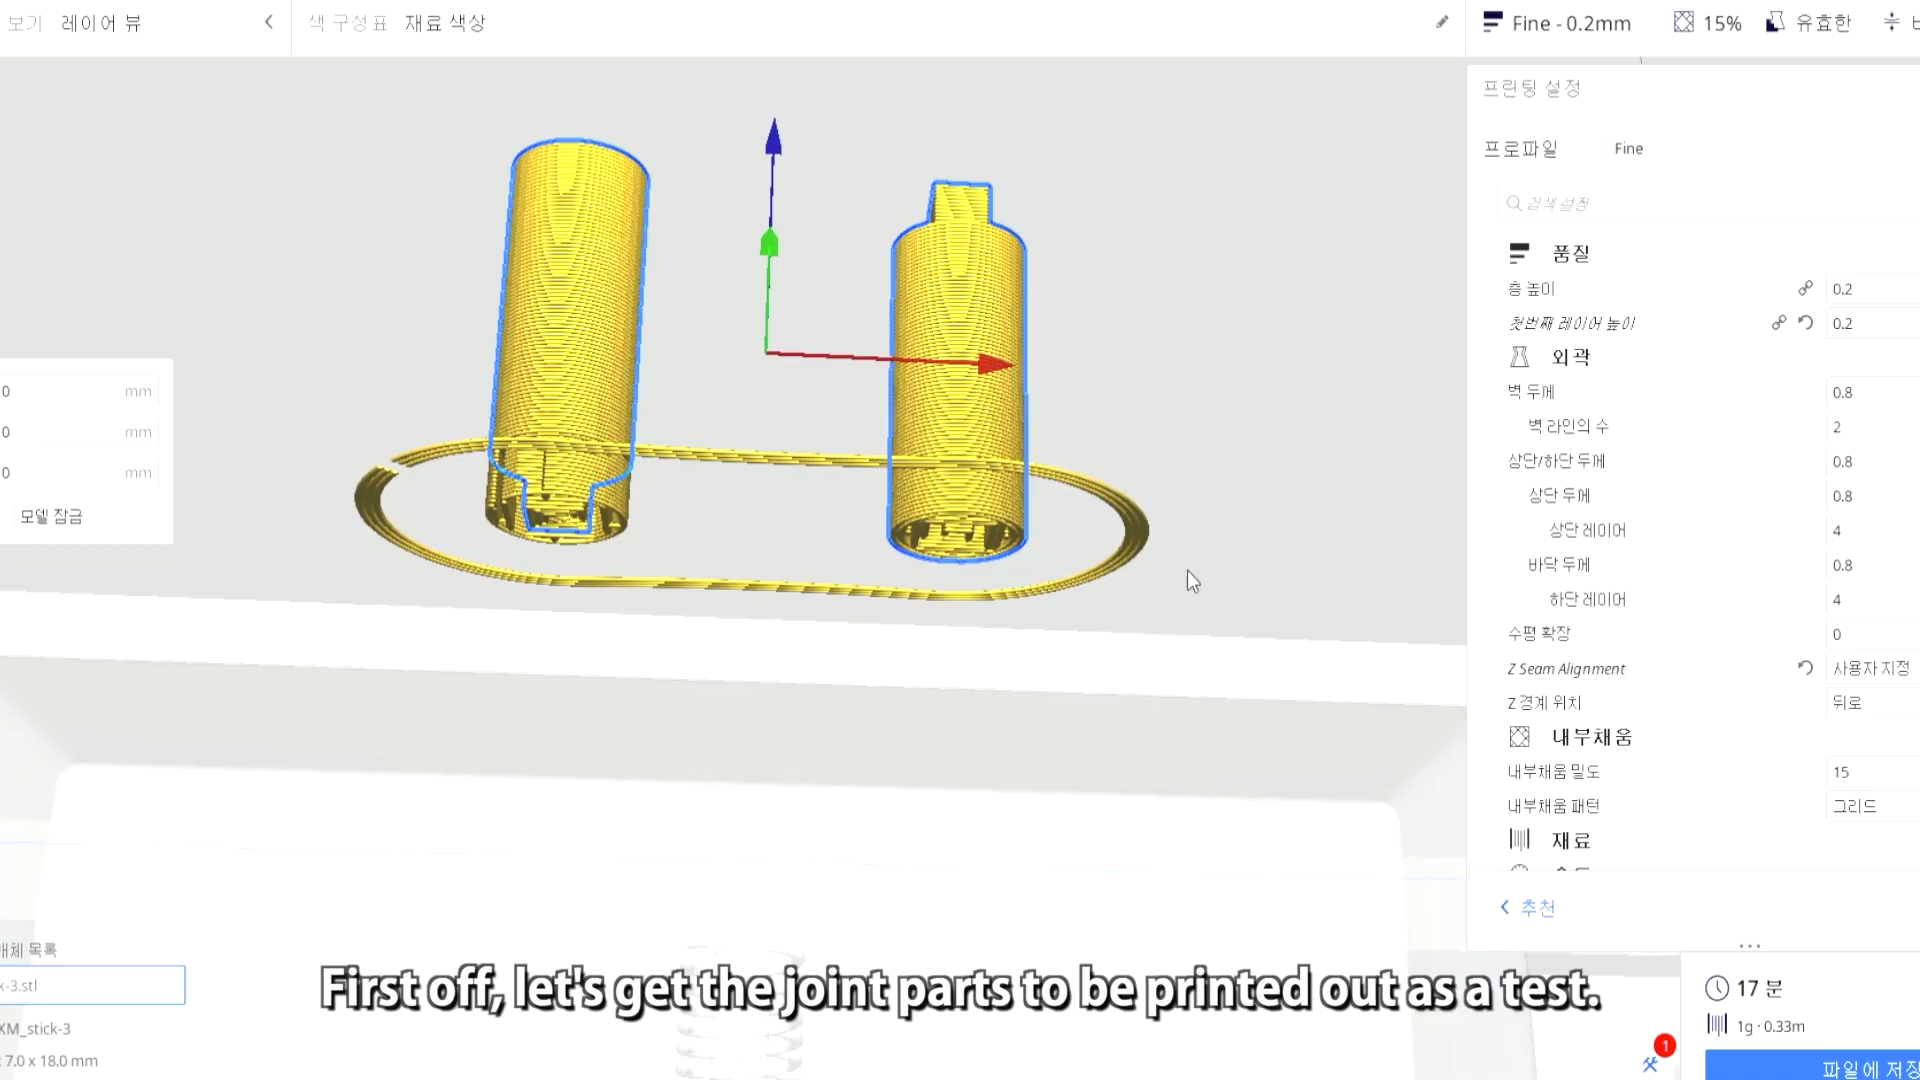 보기 레이어 뷰
색 구성표 재료 색상
Fine - 0.2mm 15% 유효한
프린팅 설정
프로파일 Fine
검색 설정
품질
층 높이 0.2
첫번째 레이어 높이 0.2
외곽
벽 두께 0.8
벽 라인의 수 2
상단/하단 두께 0.8
상단 두께 0.8
상단 레이어 4
바닥 두께 0.8
하단 레이어 4
수평 확장 0
Z Seam Alignment 사용자 지정
Z 경계 위치 뒤로
내부채움
내부채움 밀도 15
내부채움 패턴 그리드
재료
추천
0 mm
0 mm
0 mm
모델 잠금
개체 목록
k-3.stl
XM_stick-3
7.0 x 18.0 mm
First off, let's get the joint parts to be printed out as a test.
17 분
1g · 0.33m
1
파일에 저장